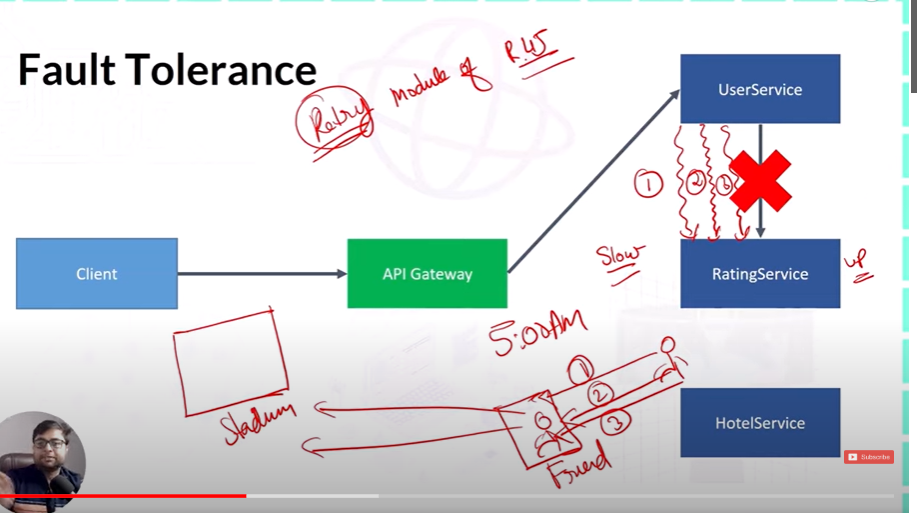 Fault Tolerance
Retry Module of R4J
UserService
1 2 3
Slow
RatingService
up
Client
API Gateway
5:00AM
1
2
3
Stadium
Friend
HotelService
Subscribe